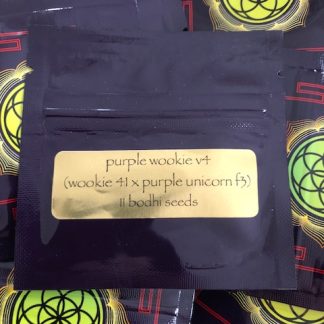 purple wookie v4
(wookie 41 x purple unicorn f3)
11 bodhi seeds